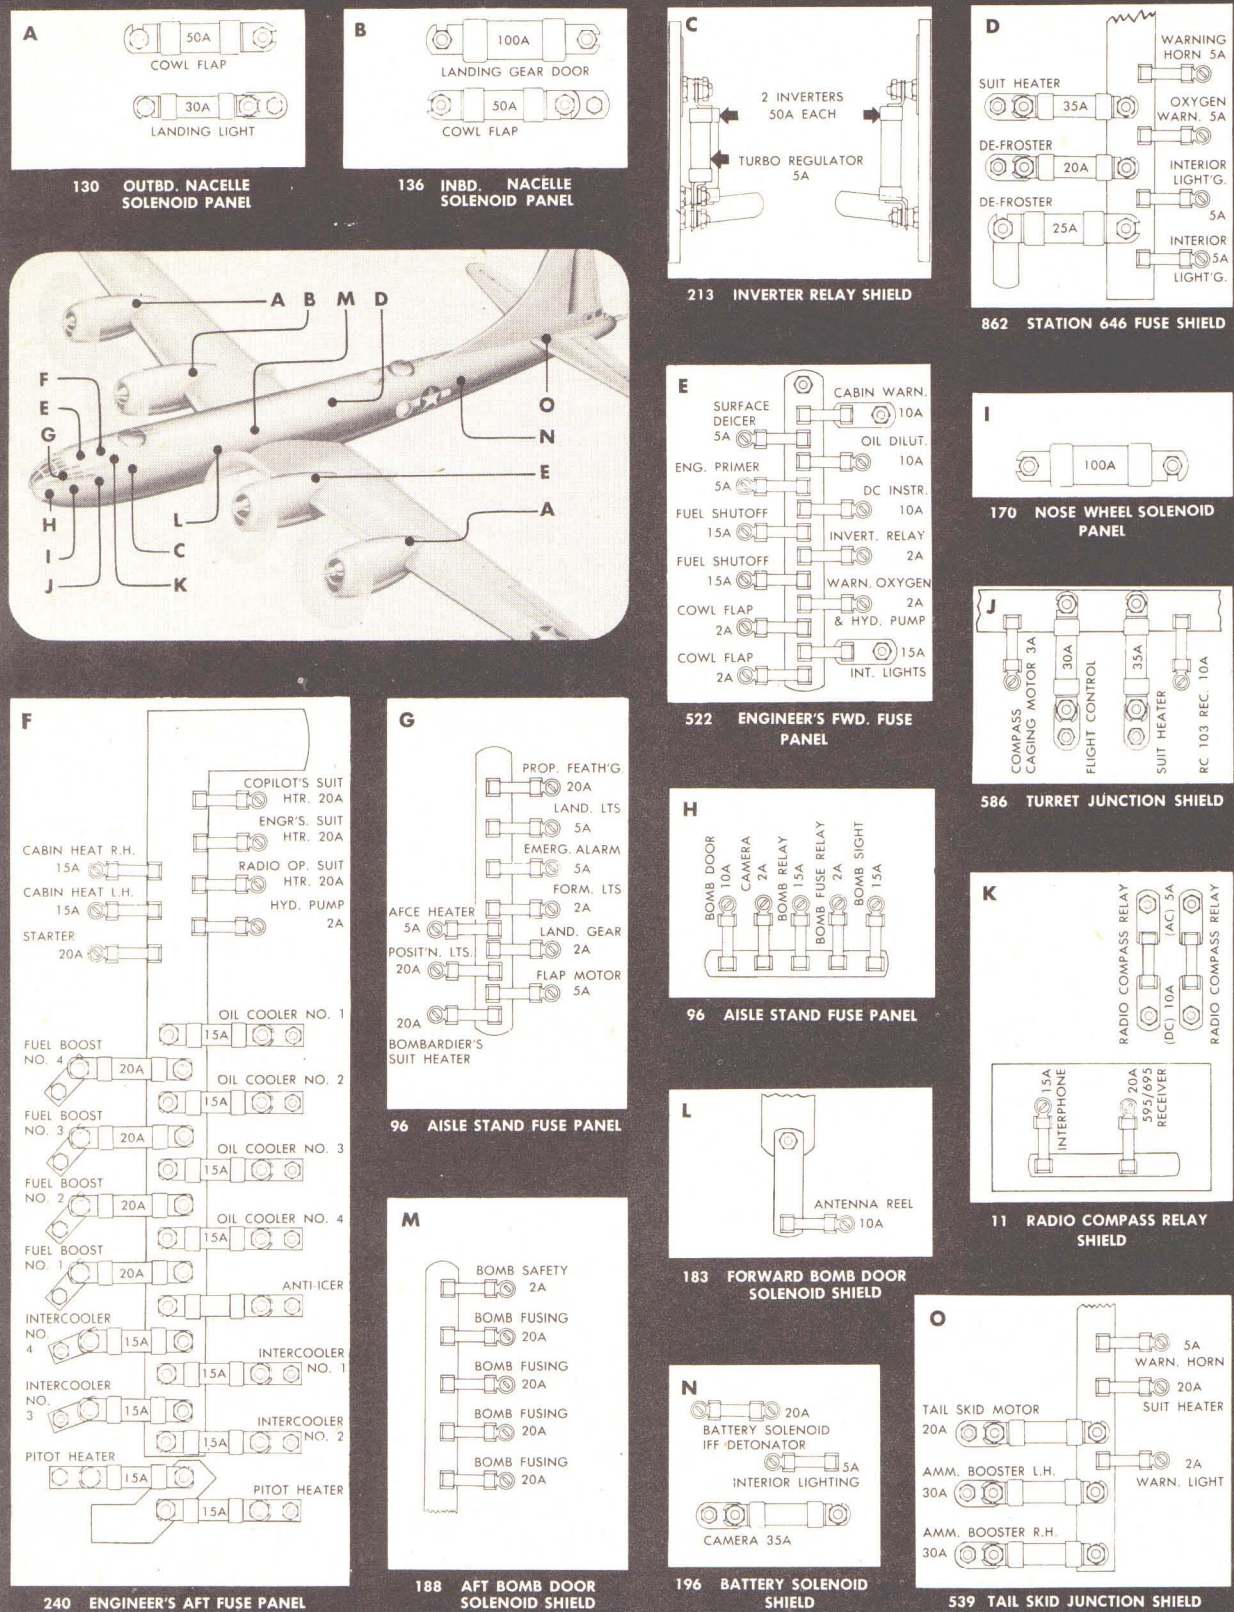 A
50A
COWL FLAP
30A
LANDING LIGHT
130 OUTBD. NACELLE
SOLENOID PANEL
B
100A
LANDING GEAR DOOR
50A
COWL FLAP
136 INBD. NACELLE
SOLENOID PANEL
C
2 INVERTERS
50A EACH
TURBO REGULATOR
5A
213 INVERTER RELAY SHIELD
D
WARNING
HORN 5A
SUIT HEATER
35A
OXYGEN
WARN. 5A
DE-FROSTER
20A
INTERIOR
LIGHT'G.
5A
DE-FROSTER
25A
INTERIOR
5A
LIGHT'G.
862 STATION 646 FUSE SHIELD
A B M D
F
E
G
H
I
J
L
C
K
O
N
E
A
E
CABIN WARN.
10A
SURFACE
DEICER
5A
OIL DILUT.
10A
ENG. PRIMER
5A
DC INSTR.
10A
FUEL SHUTOFF
15A
INVERT. RELAY
2A
FUEL SHUTOFF
15A
WARN. OXYGEN
2A
& HYD. PUMP
COWL FLAP
2A
15A
INT. LIGHTS
COWL FLAP
2A
522 ENGINEER'S FWD. FUSE
PANEL
I
100A
170 NOSE WHEEL SOLENOID
PANEL
J
COMPASS
CAGING MOTOR 3A
30A
FLIGHT CONTROL
35A
SUIT HEATER
RC 103 REC. 10A
586 TURRET JUNCTION SHIELD
F
COPILOT'S SUIT
HTR. 20A
ENGR'S. SUIT
HTR. 20A
CABIN HEAT R.H.
15A
RADIO OP. SUIT
HTR. 20A
CABIN HEAT L.H.
15A
HYD. PUMP
2A
STARTER
20A
OIL COOLER NO. 1
15A
FUEL BOOST
NO. 4
20A
OIL COOLER NO. 2
15A
FUEL BOOST
NO. 3
20A
OIL COOLER NO. 3
15A
FUEL BOOST
NO. 2
20A
OIL COOLER NO. 4
15A
FUEL BOOST
NO. 1
20A
ANTI-ICER
INTERCOOLER
NO.
4
15A
INTERCOOLER
NO. 1
15A
INTERCOOLER
NO.
3
15A
INTERCOOLER
NO. 2
15A
PITOT HEATER
15A
PITOT HEATER
15A
240 ENGINEER'S AFT FUSE PANEL
G
PROP. FEATH'G.
20A
LAND. LTS
5A
EMERG. ALARM
5A
FORM. LTS
2A
AFCE HEATER
5A
LAND. GEAR
2A
POSIT'N. LTS.
20A
FLAP MOTOR
5A
20A
BOMBARDIER'S
SUIT HEATER
96 AISLE STAND FUSE PANEL
H
BOMB DOOR
10A
CAMERA
2A
BOMB RELAY
15A
BOMB FUSE RELAY
2A
BOMB SIGHT
15A
96 AISLE STAND FUSE PANEL
K
RADIO COMPASS RELAY
(DC) 10A
(AC) 5A
RADIO COMPASS RELAY
15A
INTERPHONE
20A
595/695
RECEIVER
11 RADIO COMPASS RELAY
SHIELD
L
ANTENNA REEL
10A
183 FORWARD BOMB DOOR
SOLENOID SHIELD
M
BOMB SAFETY
2A
BOMB FUSING
20A
BOMB FUSING
20A
BOMB FUSING
20A
BOMB FUSING
20A
188 AFT BOMB DOOR
SOLENOID SHIELD
N
20A
BATTERY SOLENOID
IFF DETONATOR
5A
INTERIOR LIGHTING
CAMERA 35A
196 BATTERY SOLENOID
SHIELD
O
5A
WARN. HORN
20A
SUIT HEATER
TAIL SKID MOTOR
20A
2A
WARN. LIGHT
AMM. BOOSTER L.H.
30A
AMM. BOOSTER R.H.
30A
539 TAIL SKID JUNCTION SHIELD